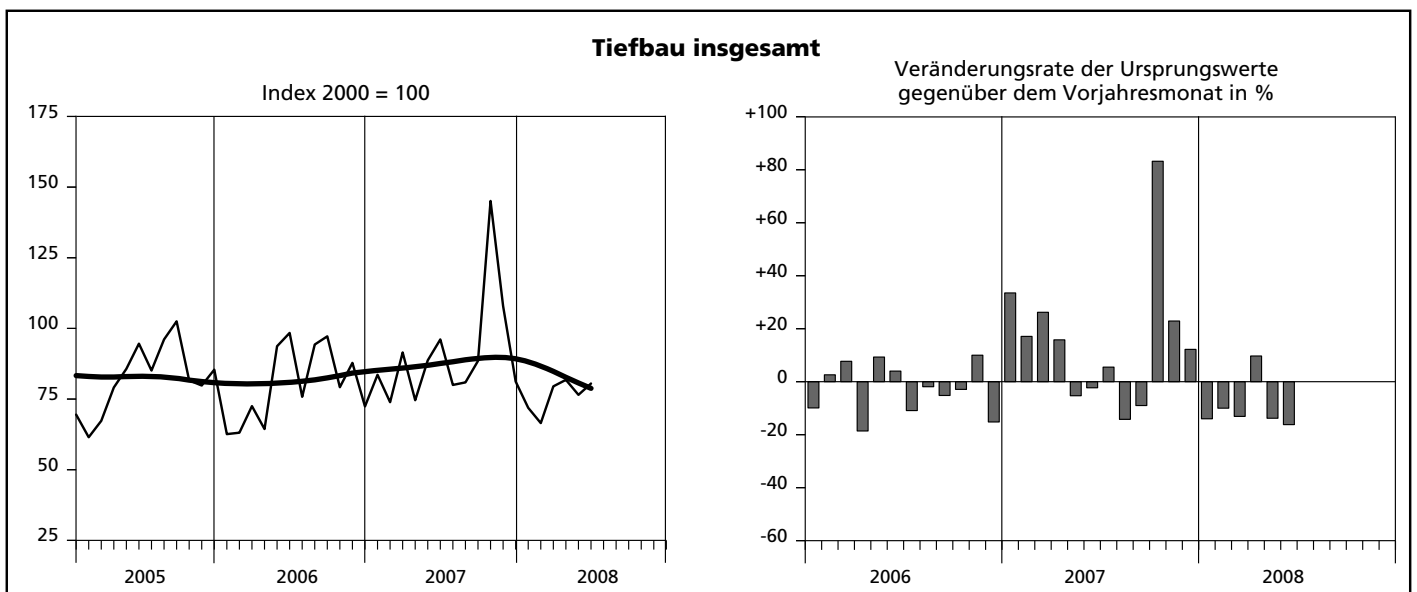 Tiefbau insgesamt
Index 2000 = 100
175
150
125
100
75
50
25
2005 2006 2007 2008
Veränderungsrate der Ursprungswerte
gegenüber dem Vorjahresmonat in %
+100
+80
+60
+40
+20
0
-20
-40
-60
2006 2007 2008